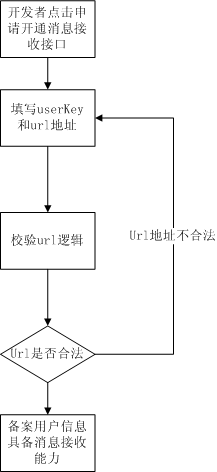 开发者点击申
请开通消息接
收接口
填写userKey
和url地址
校验url逻辑
Url地址不合法
Url是否合法
备案用户信息
具备消息接收
能力